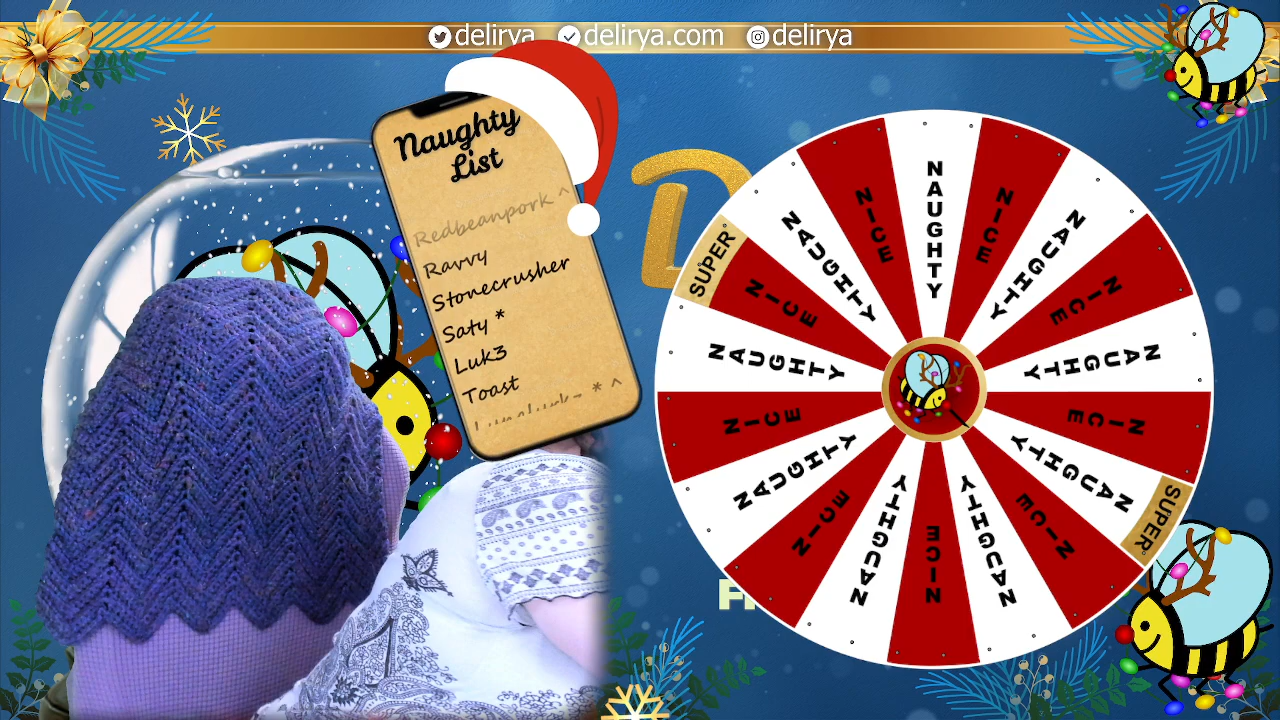 delirya delirya.com delirya
Naughty
List
Redbeanpork ^
Ravvy
Stonecrusher
Saty *
Luk3
Toast
* ^
D
NAUGHTY
NICE
NAUGHTY
NICE
NAUGHTY
NICE
NAUGHTY
SUPER
NICE
NAUGHTY
NICE
NAUGHTY
NICE
NAUGHTY
NICE
NAUGHTY
NICE
SUPER
NAUGHTY
NICE